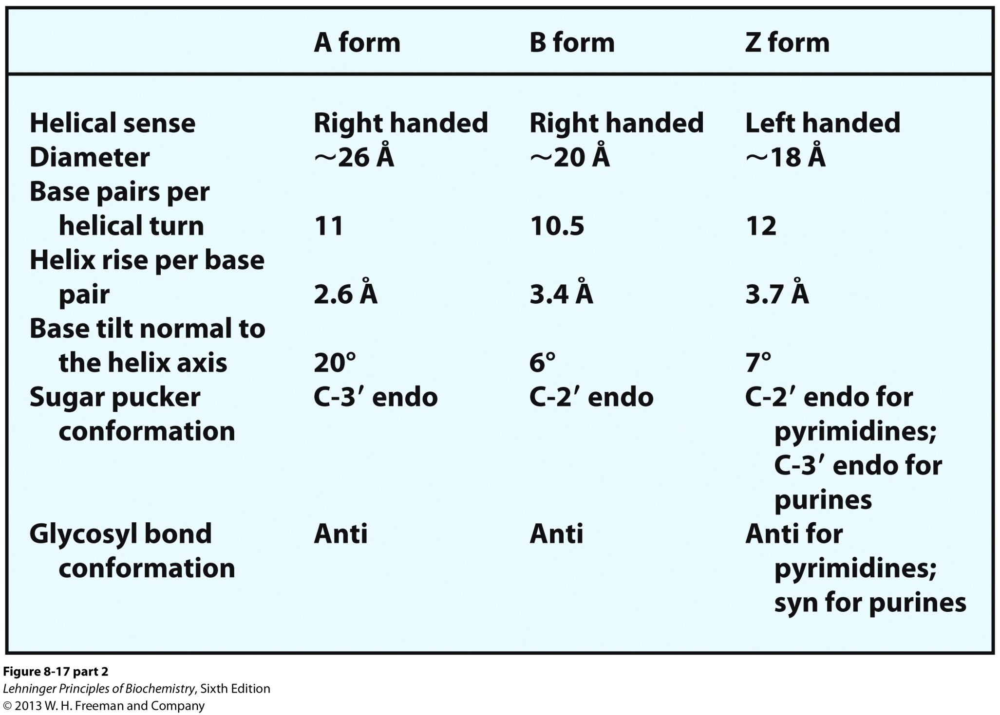 A form B form Z form
Helical sense Right handed Right handed Left handed
Diameter ~26 Å ~20 Å ~18 Å
Base pairs per
helical turn 11 10.5 12
Helix rise per base
pair 2.6 Å 3.4 Å 3.7 Å
Base tilt normal to
the helix axis 20° 6° 7°
Sugar pucker C-3′ endo C-2′ endo C-2′ endo for
conformation pyrimidines;
C-3′ endo for
purines
Glycosyl bond Anti Anti Anti for
conformation pyrimidines;
syn for purines
Figure 8-17 part 2
Lehninger Principles of Biochemistry, Sixth Edition
© 2013 W. H. Freeman and Company